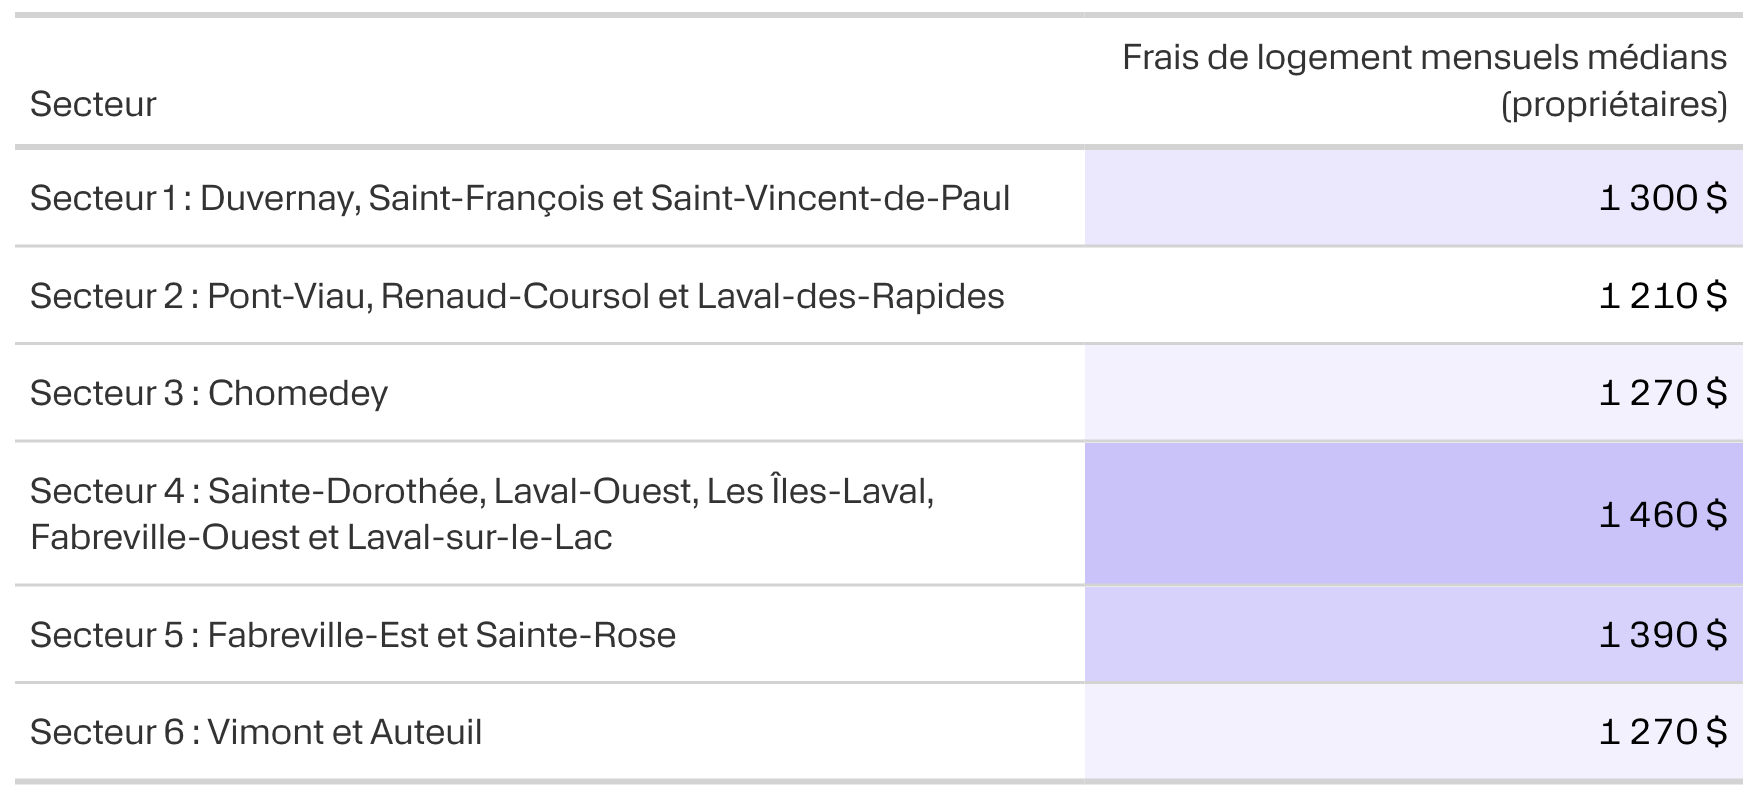 Secteur
Frais de logement mensuels médians
(propriétaires)
Secteur 1 : Duvernay, Saint-François et Saint-Vincent-de-Paul
1 300 $
Secteur 2 : Pont-Viau, Renaud-Coursol et Laval-des-Rapides
1 210 $
Secteur 3 : Chomedey
1 270 $
Secteur 4 : Sainte-Dorothée, Laval-Ouest, Les Îles-Laval,
Fabreville-Ouest et Laval-sur-le-Lac
1 460 $
Secteur 5 : Fabreville-Est et Sainte-Rose
1 390 $
Secteur 6 : Vimont et Auteuil
1 270 $